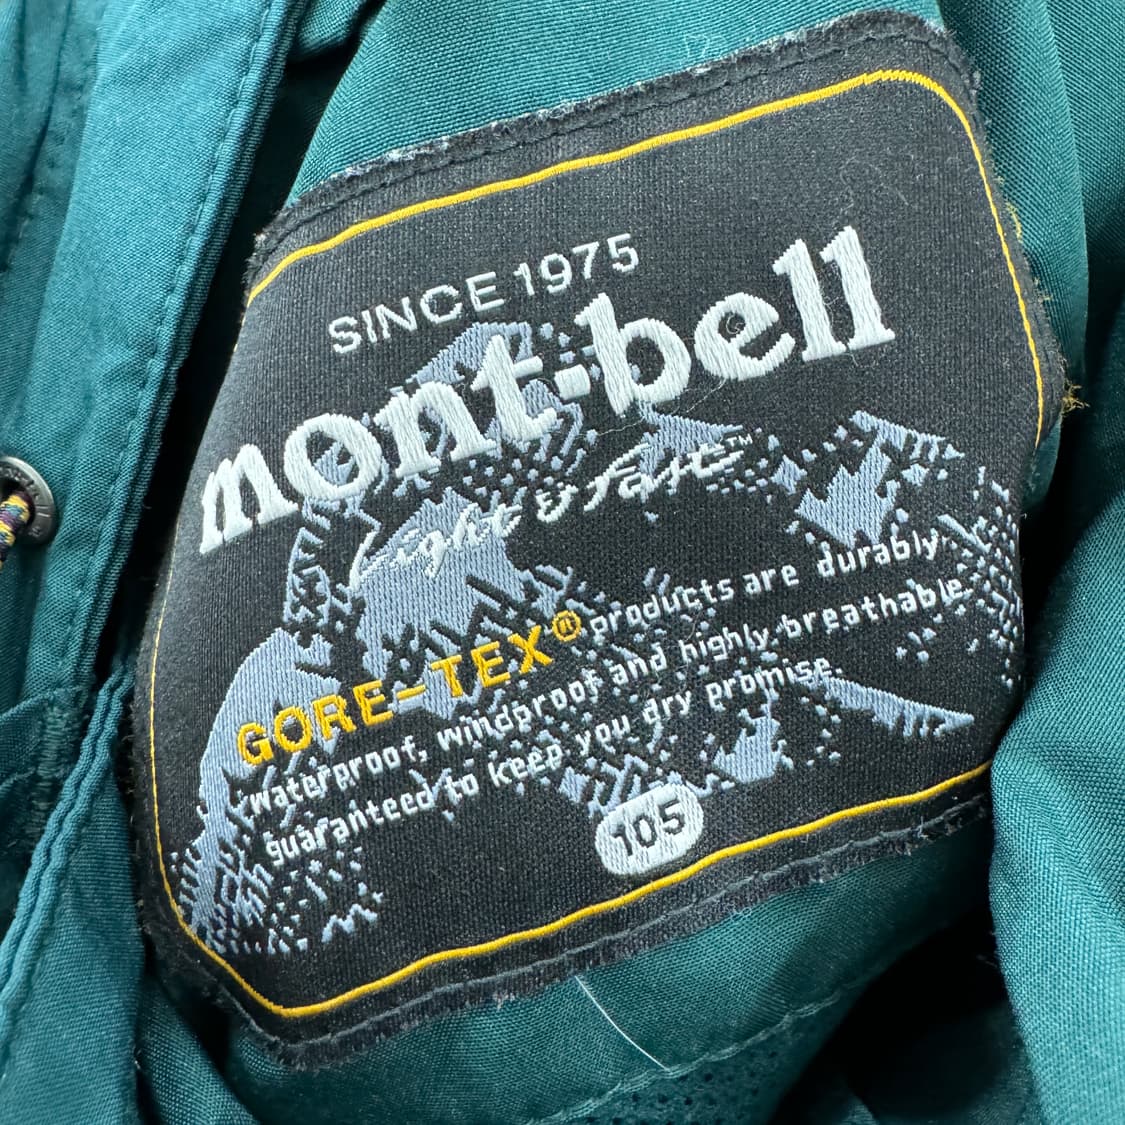 SINCE 1975
mont-bell
Light & fast™
GORE-TEX® products are durably
waterproof, windproof and highly breathable
guaranteed to keep you dry promise.
105